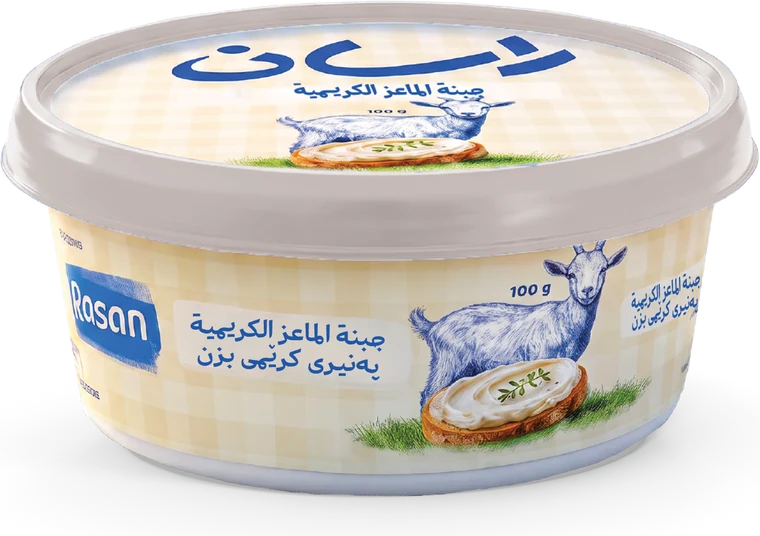 راسان
جبنة الماعز الكريمية
100 g
Rasan
جبنة الماعز الكريمية
پەنیری کرێمی بزن
100 g
جبنة الماعز الكريمية
پەنیری کرێمی بزن